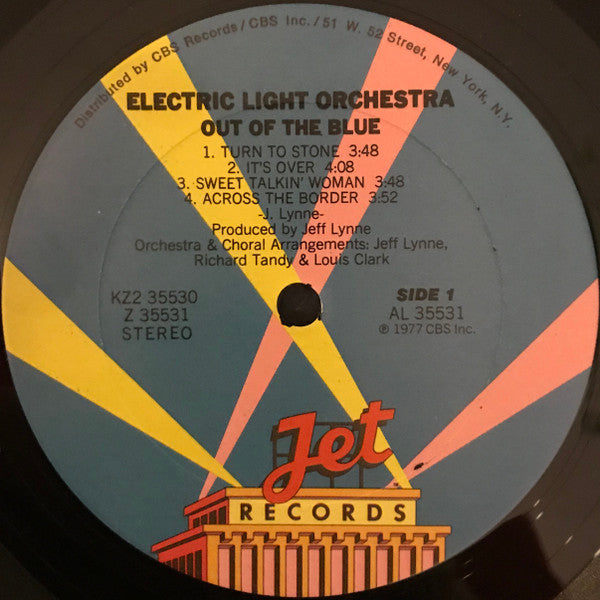 Distributed by CBS Records/CBS Inc./51 W. 52 Street, New York, N.Y.
ELECTRIC LIGHT ORCHESTRA
OUT OF THE BLUE
1. TURN TO STONE 3:48
2. IT'S OVER 4:08
3. SWEET TALKIN' WOMAN 3:48
4. ACROSS THE BORDER 3:52
-J. Lynne-
Produced by Jeff Lynne
Orchestra & Choral Arrangements: Jeff Lynne,
Richard Tandy & Louis Clark
KZ2 35530
Z 35531
STEREO
SIDE 1
AL 35531
℗ 1977 CBS Inc.
Jet
RECORDS